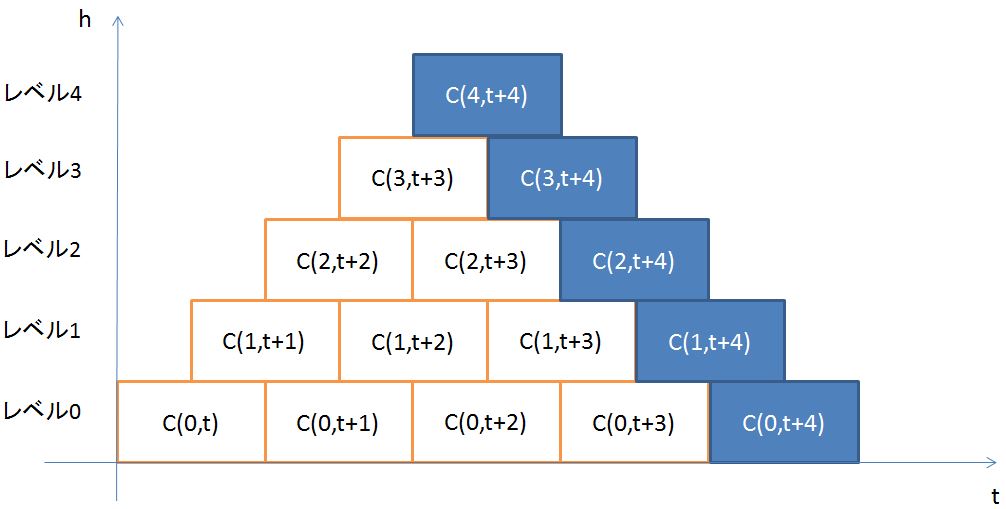 h
レベル4
C(4,t+4)
レベル3
C(3,t+3) C(3,t+4)
レベル2
C(2,t+2) C(2,t+3) C(2,t+4)
レベル1
C(1,t+1) C(1,t+2) C(1,t+3) C(1,t+4)
レベル0
C(0,t) C(0,t+1) C(0,t+2) C(0,t+3) C(0,t+4)
t